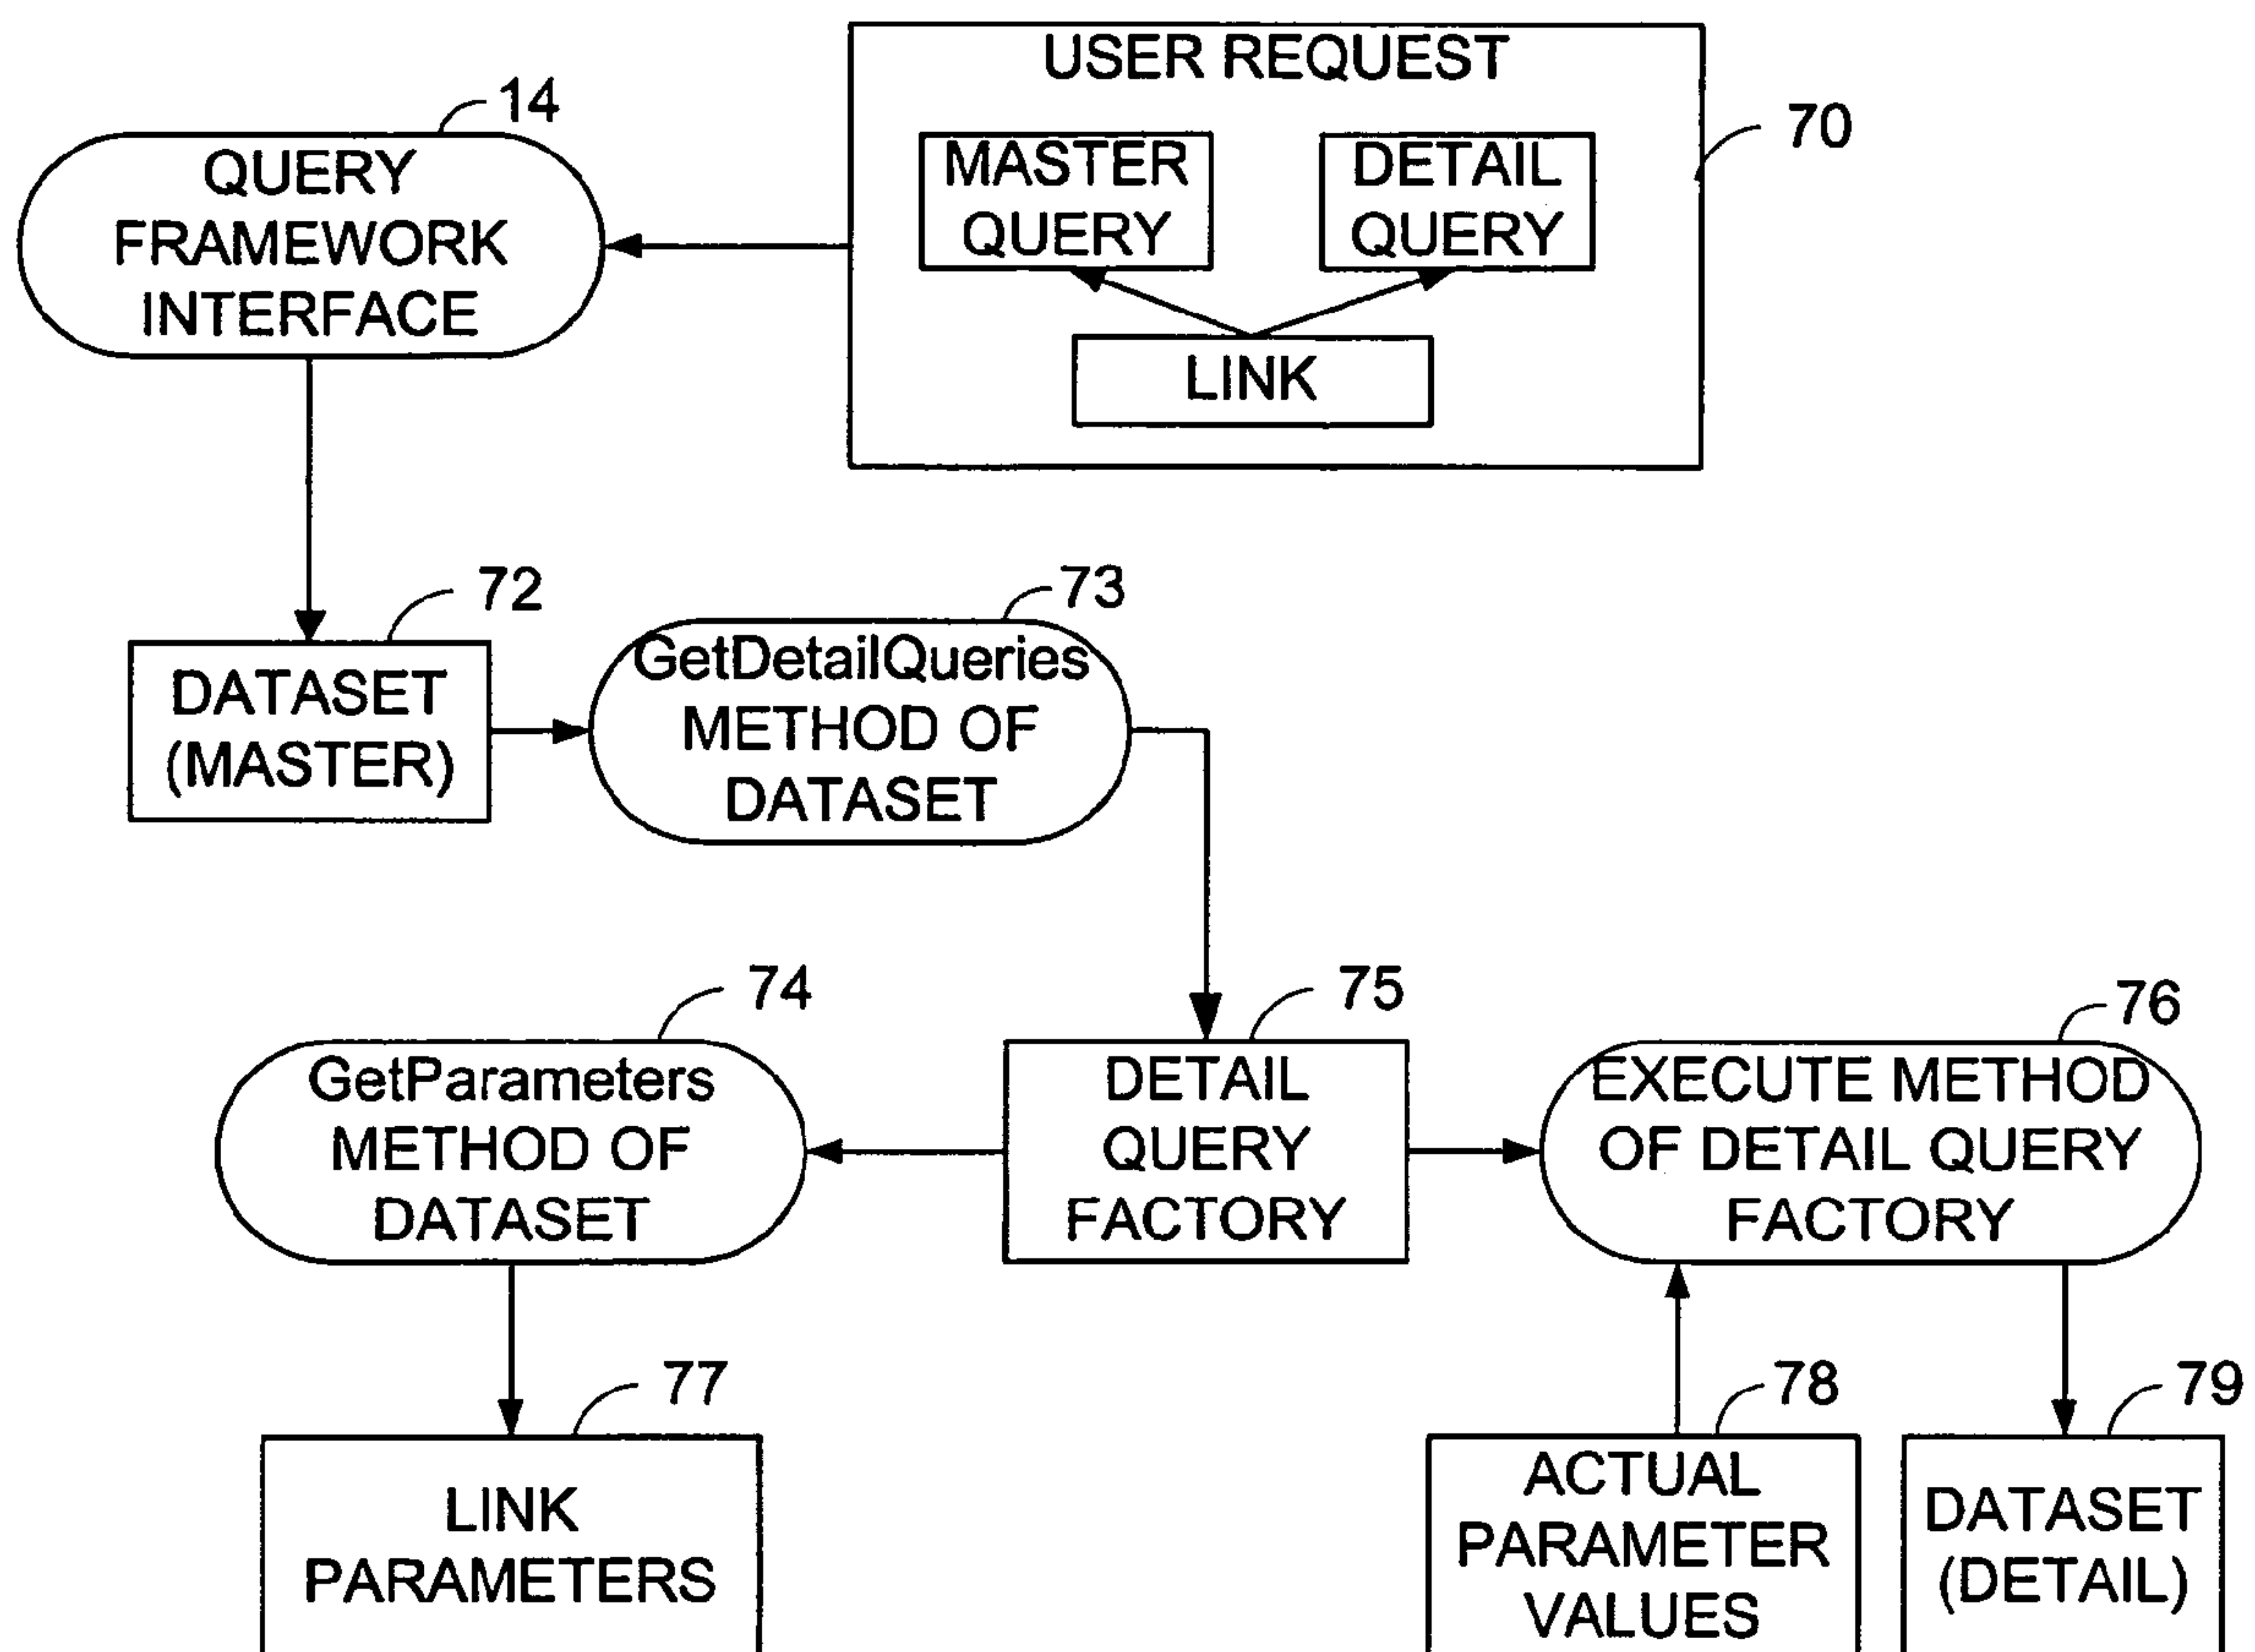 USER REQUEST
14
70
QUERY
FRAMEWORK
INTERFACE
MASTER
QUERY
DETAIL
QUERY
LINK
72
73
DATASET
(MASTER)
GetDetailQueries
METHOD OF
DATASET
74
75
76
GetParameters
METHOD OF
DATASET
DETAIL
QUERY
FACTORY
EXECUTE METHOD
OF DETAIL QUERY
FACTORY
77
78
79
LINK
PARAMETERS
ACTUAL
PARAMETER
VALUES
DATASET
(DETAIL)